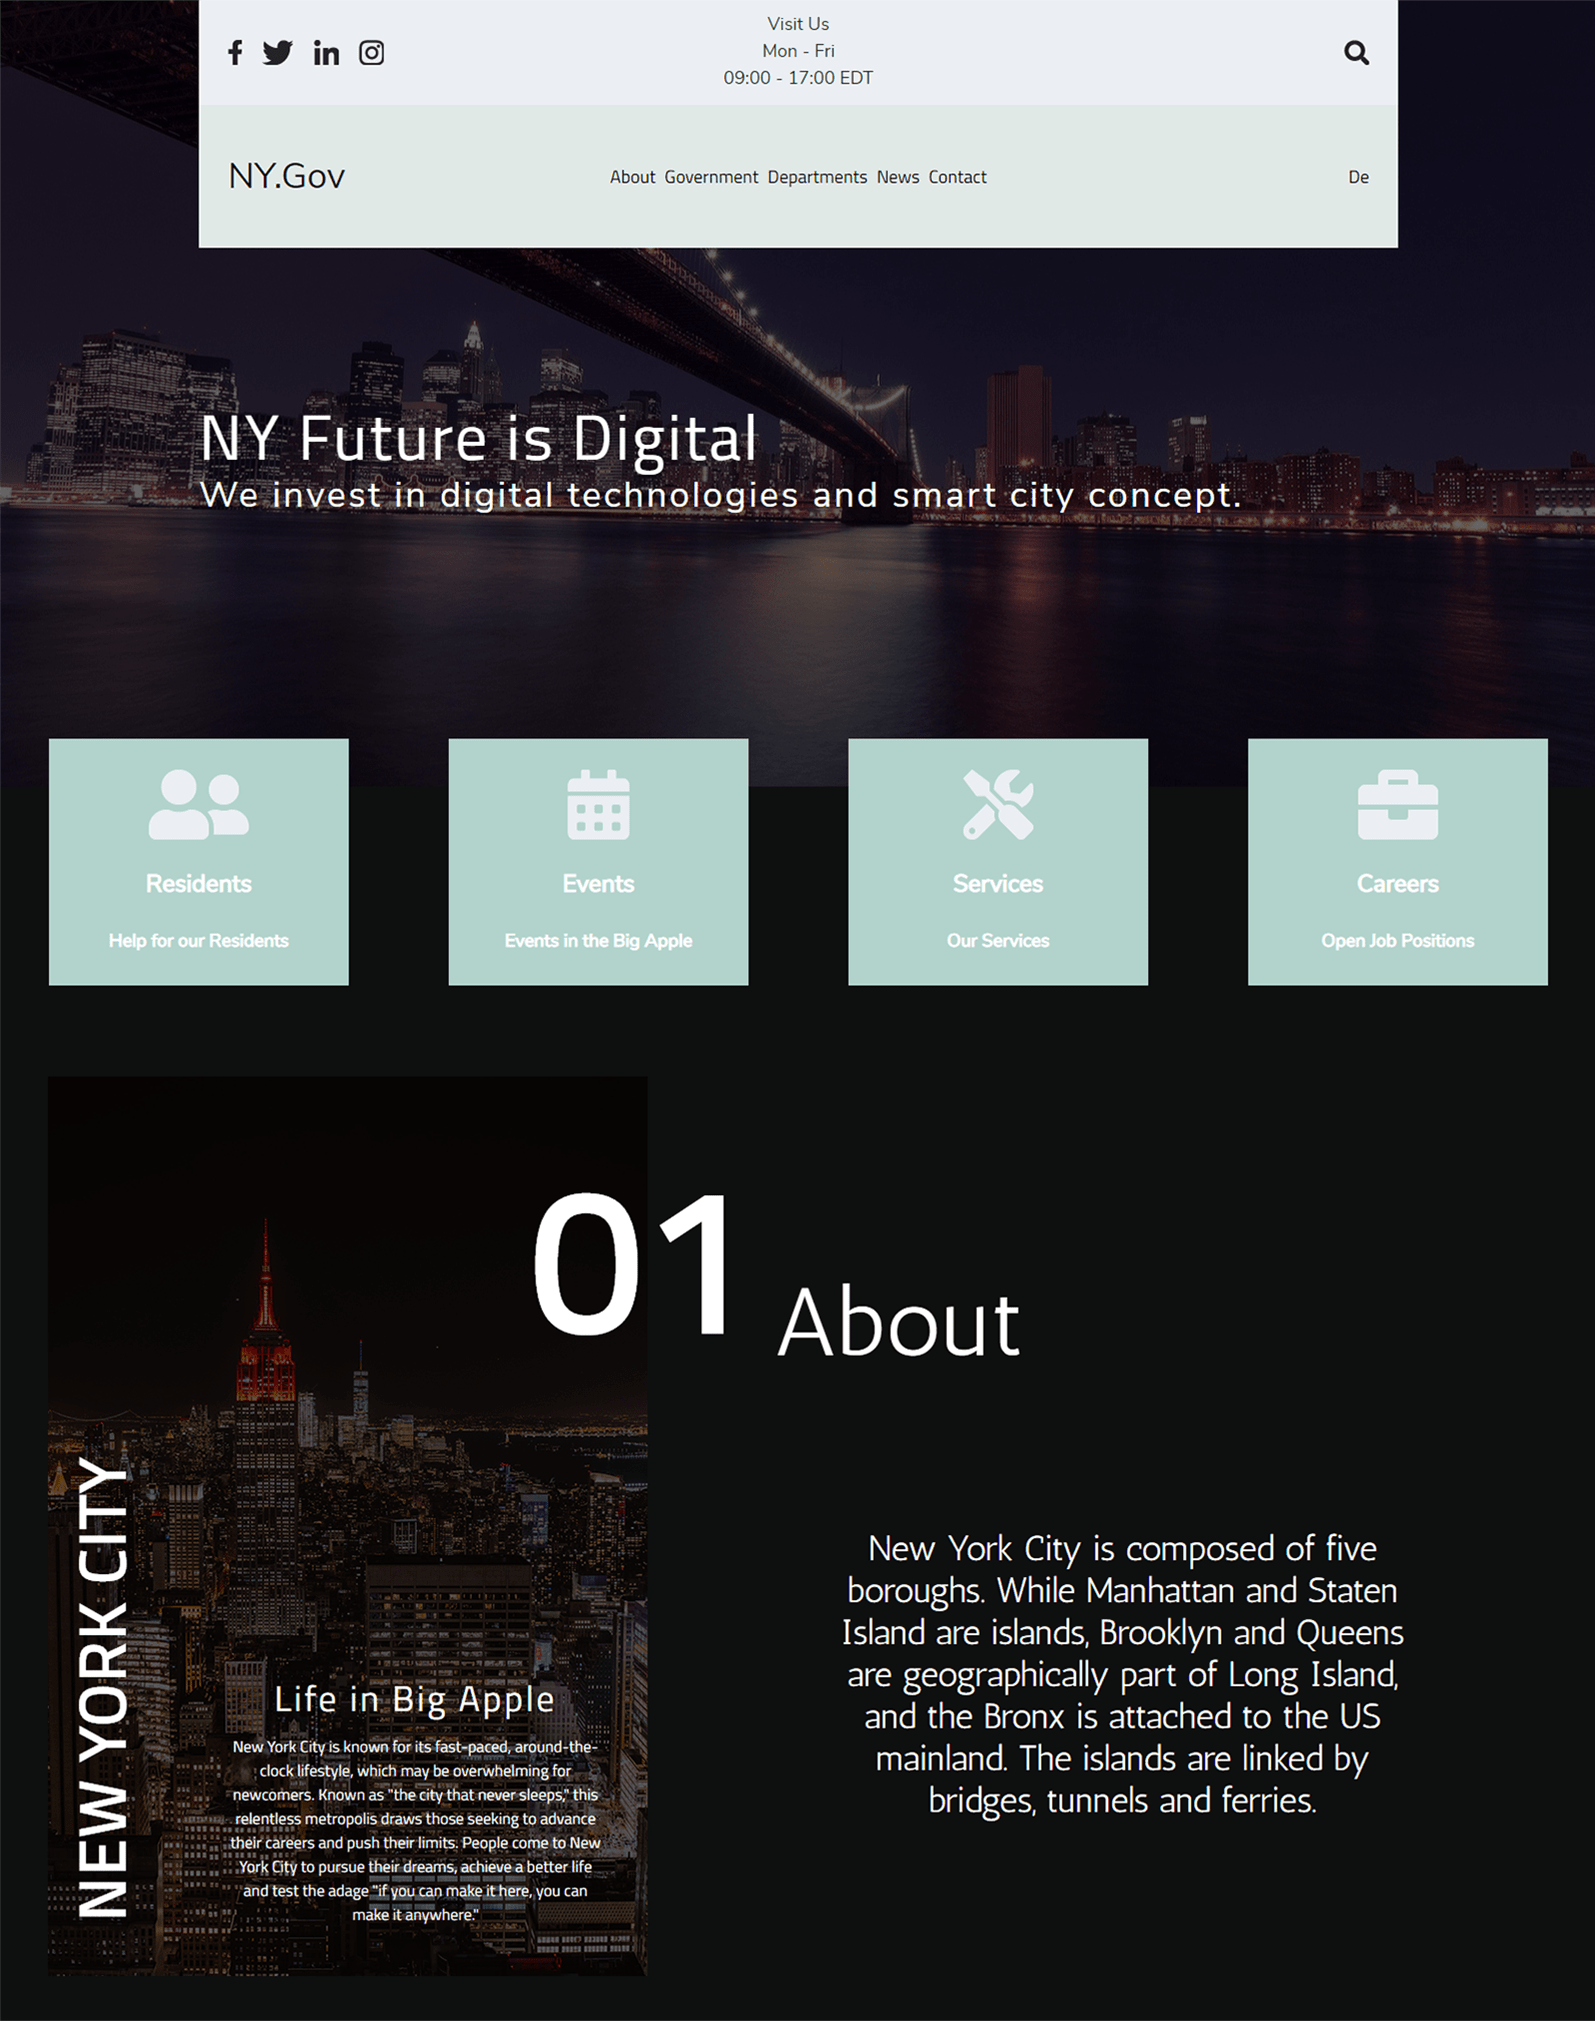 Visit Us
Mon - Fri
09:00 - 17:00 EDT
NY.Gov
About Government Departments News Contact
De
NY Future is Digital
We invest in digital technologies and smart city concept.
Residents
Help for our Residents
Events
Events in the Big Apple
Services
Our Services
Careers
Open Job Positions
01
About
NEW YORK CITY
Life in Big Apple
New York City is known for its fast-paced, around-the-
clock lifestyle, which may be overwhelming for
newcomers. Known as "the city that never sleeps," this
relentless metropolis draws those seeking to advance
their careers and push their limits. People come to New
York City to pursue their dreams, achieve a better life
and test the adage "if you can make it here, you can
make it anywhere."
New York City is composed of five
boroughs. While Manhattan and Staten
Island are islands, Brooklyn and Queens
are geographically part of Long Island,
and the Bronx is attached to the US
mainland. The islands are linked by
bridges, tunnels and ferries.